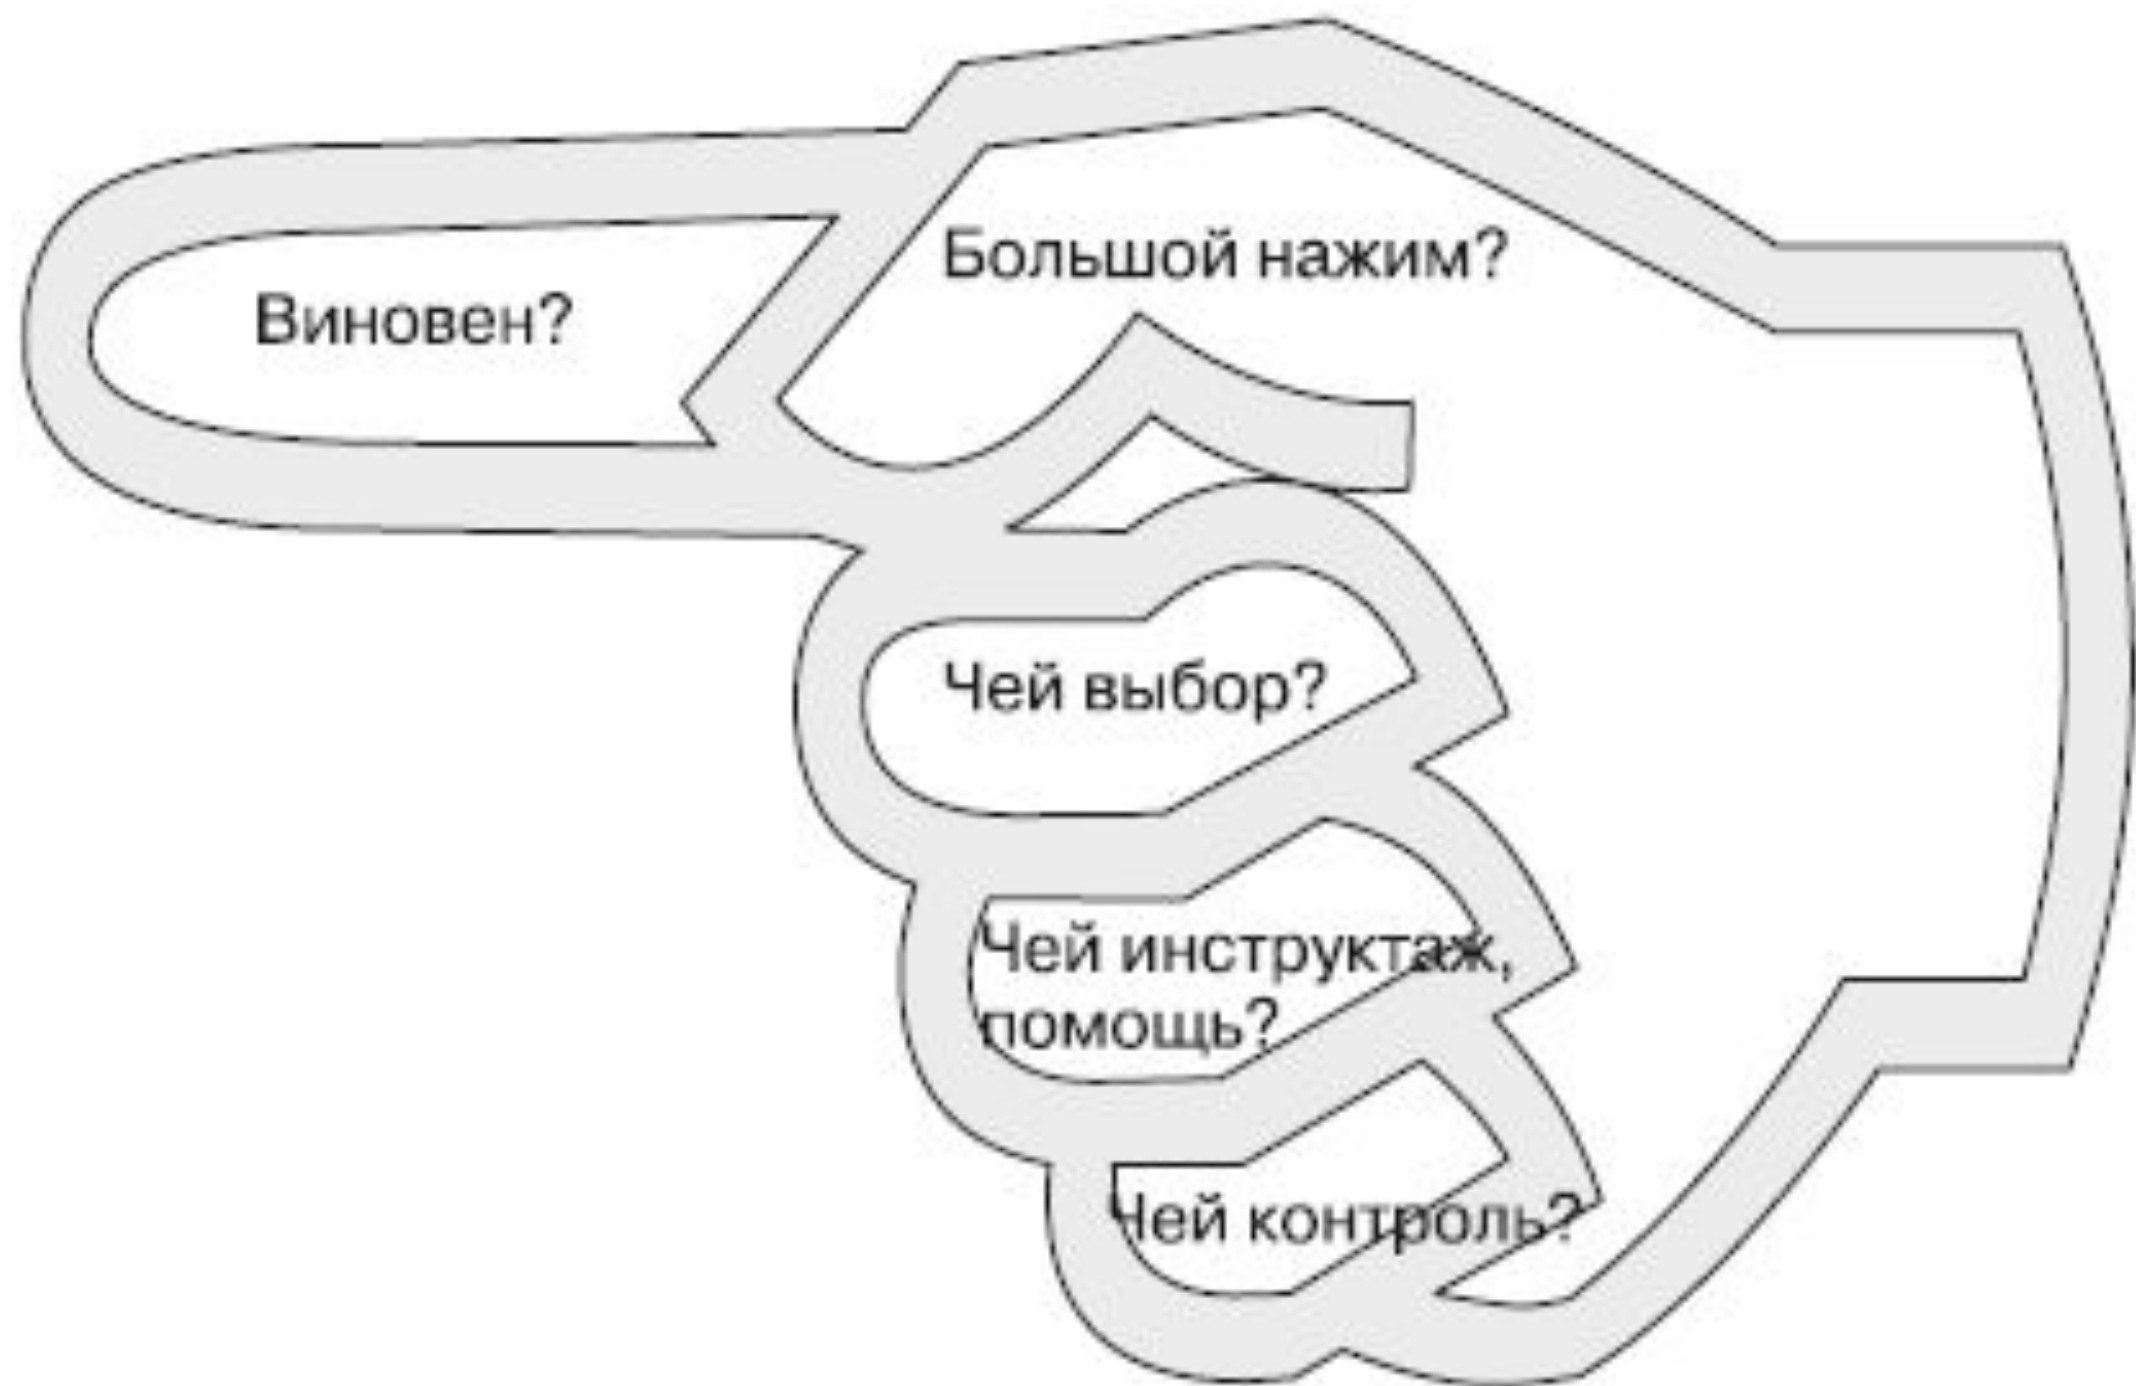 Большой нажим?
Виновен?
Чей выбор?
Чей инструктаж,
помощь?
Чей контроль?